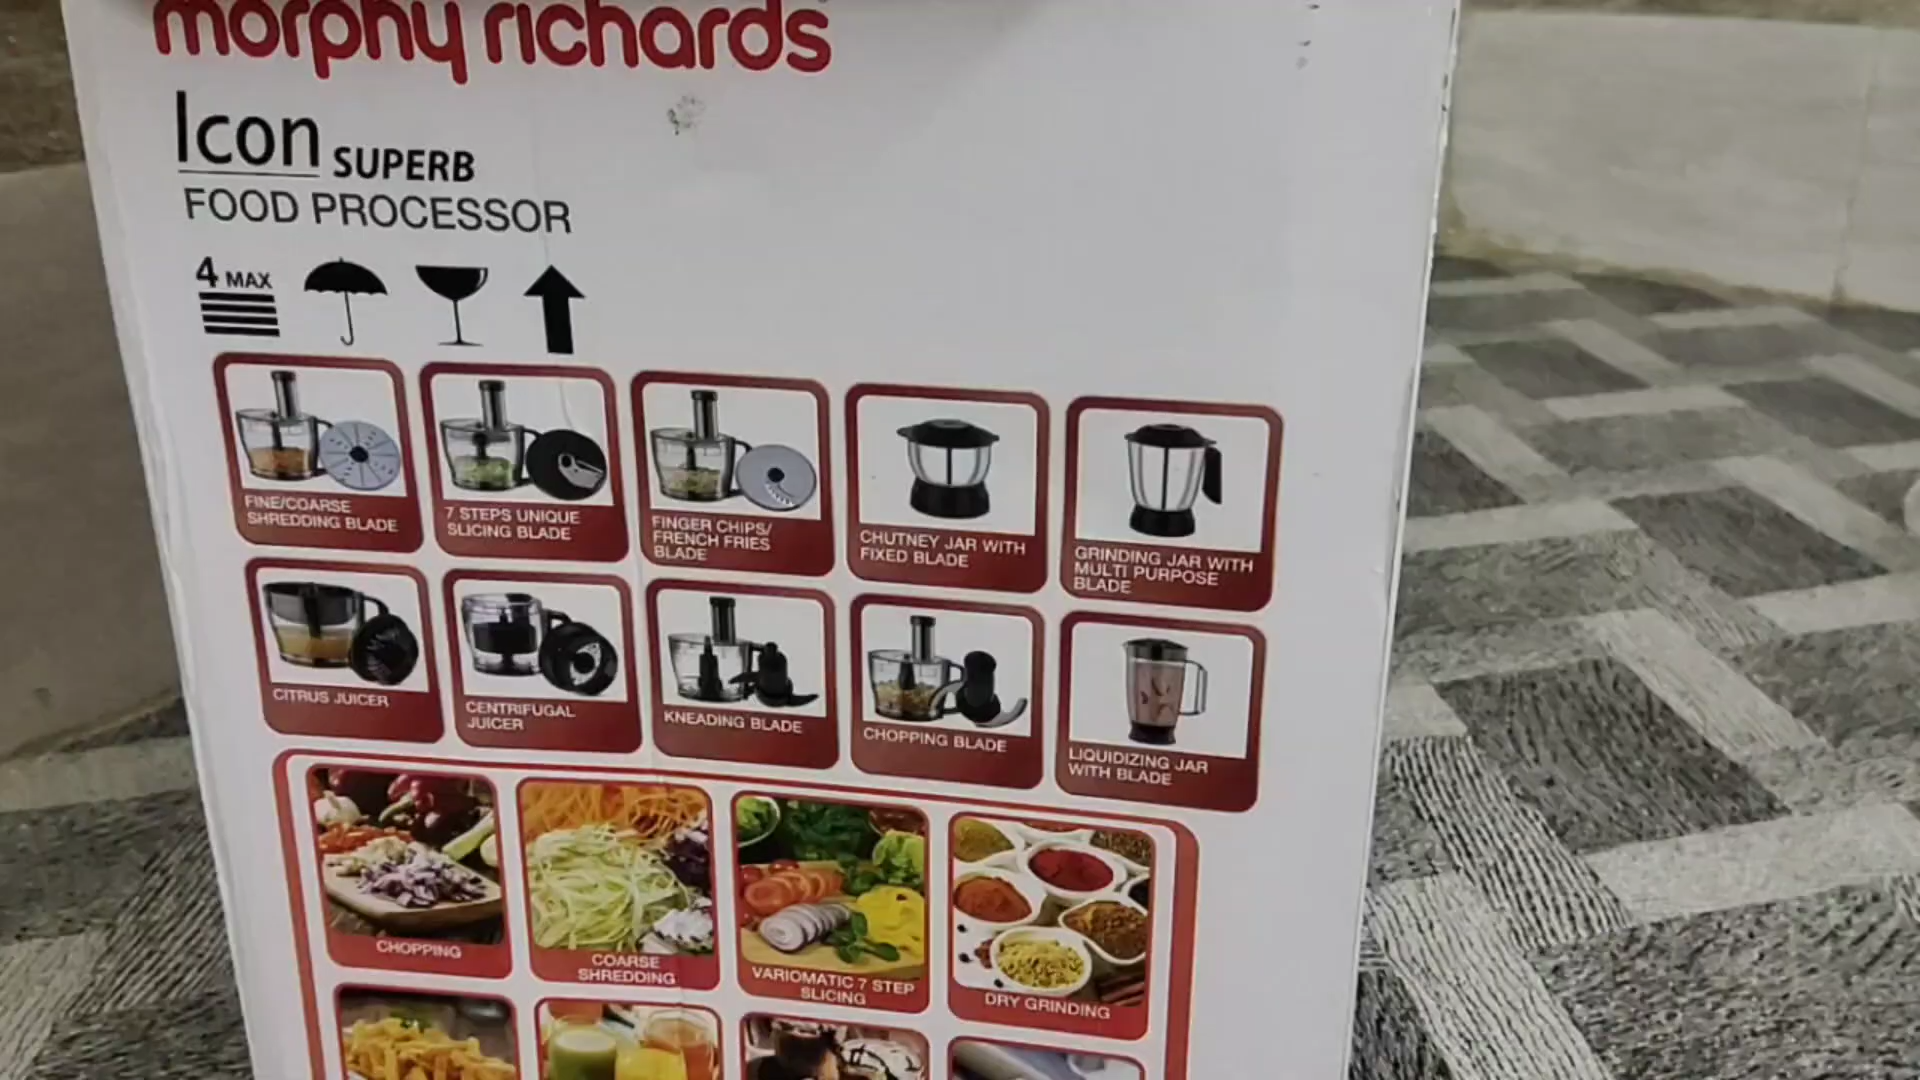 morphy richards
Icon SUPERB
FOOD PROCESSOR
4 MAX
FINE/COARSE
SHREDDING BLADE
7 STEPS UNIQUE
SLICING BLADE
FINGER CHIPS/
FRENCH FRIES
BLADE
CHUTNEY JAR WITH
FIXED BLADE
GRINDING JAR WITH
MULTI PURPOSE
BLADE
CITRUS JUICER
CENTRIFUGAL
JUICER
KNEADING BLADE
CHOPPING BLADE
LIQUIDIZING JAR
WITH BLADE
CHOPPING
COARSE
SHREDDING
VARIOMATIC 7 STEP
SLICING
DRY GRINDING